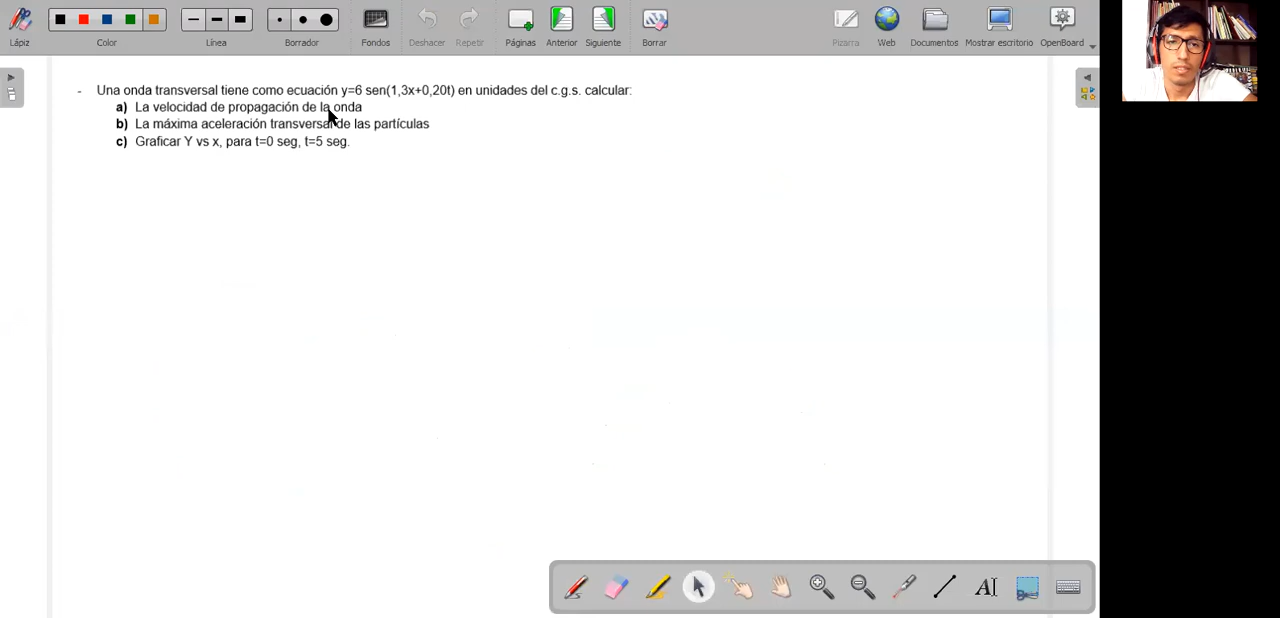 Lápiz Color Línea Borrador Fondos Deshacer Repetir Páginas Anterior Siguiente Borrar Pizarra Web Documentos Mostrar escritorio OpenBoard
- Una onda transversal tiene como ecuación y=6 sen(1,3x+0,20t) en unidades del c.g.s. calcular:
a) La velocidad de propagación de la onda
b) La máxima aceleración transversal de las partículas
c) Graficar Y vs x, para t=0 seg, t=5 seg.
AI